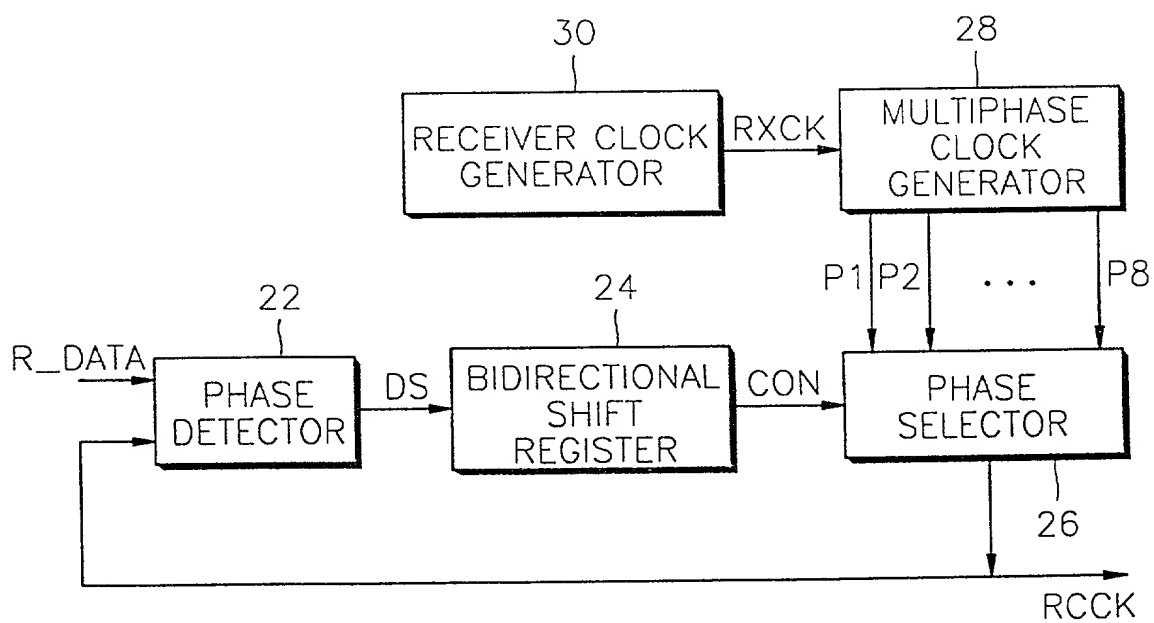 30
28
RECEIVER CLOCK
GENERATOR
RXCK
MULTIPHASE
CLOCK
GENERATOR
P1
P2
...
P8
22
24
R_DATA
PHASE
DETECTOR
DS
BIDIRECTIONAL
SHIFT
REGISTER
CON
PHASE
SELECTOR
26
RCCK